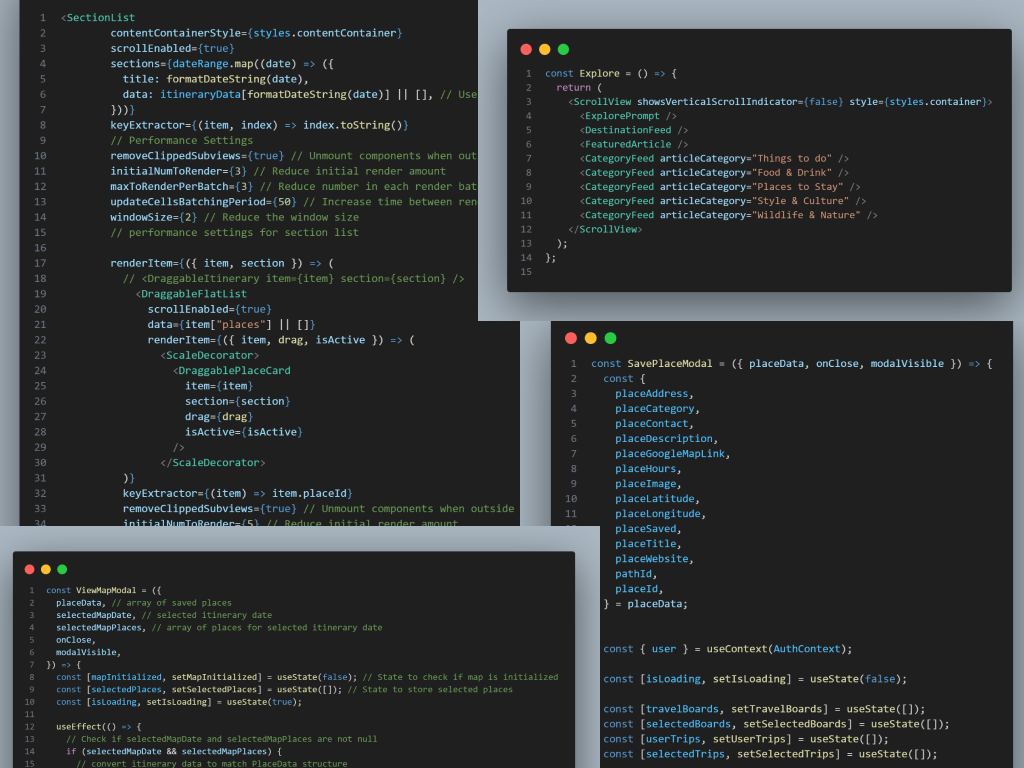 1 <SectionList
2 contentContainerStyle={styles.contentContainer}
3 scrollEnabled={true}
4 sections={dateRange.map((date) => ({
5 title: formatDateString(date),
6 data: itineraryData[formatDateString(date)] || [], // Use
7 }))}
8 keyExtractor={(item, index) => index.toString()}
9 // Performance Settings
10 removeClippedSubviews={true} // Unmount components when out
11 initialNumToRender={3} // Reduce initial render amount
12 maxToRenderPerBatch={3} // Reduce number in each render bat
13 updateCellsBatchingPeriod={50} // Increase time between ren
14 windowSize={2} // Reduce the window size
15 // performance settings for section list
16
17 renderItem={({ item, section }) => (
18 // <DraggableItinerary item={item} section={section} />
19 <DraggableFlatList
20 scrollEnabled={true}
21 data={item["places"] || []}
22 renderItem={({ item, drag, isActive }) => (
23 <ScaleDecorator>
24 <DraggablePlaceCard
25 item={item}
26 section={section}
27 drag={drag}
28 isActive={isActive}
29 />
30 </ScaleDecorator>
31 )}
32 keyExtractor={(item) => item.placeId}
33 removeClippedSubviews={true} // Unmount components when outside
34 initialNumToRender={5} // Reduce initial render amount
1 const Explore = () => {
2 return (
3 <ScrollView showsVerticalScrollIndicator={false} style={styles.container}>
4 <ExplorePrompt />
5 <DestinationFeed />
6 <FeaturedArticle />
7 <CategoryFeed articleCategory="Things to do" />
8 <CategoryFeed articleCategory="Food & Drink" />
9 <CategoryFeed articleCategory="Places to Stay" />
10 <CategoryFeed articleCategory="Style & Culture" />
11 <CategoryFeed articleCategory="Wildlife & Nature" />
12 </ScrollView>
13 );
14 };
15
1 const SavePlaceModal = ({ placeData, onClose, modalVisible }) => {
2 const {
3 placeAddress,
4 placeCategory,
5 placeContact,
6 placeDescription,
7 placeGoogleMapLink,
8 placeHours,
9 placeImage,
10 placeLatitude,
11 placeLongitude,
placeSaved,
placeTitle,
placeWebsite,
pathId,
placeId,
} = placeData;
const { user } = useContext(AuthContext);
const [isLoading, setIsLoading] = useState(false);
const [travelBoards, setTravelBoards] = useState([]);
const [selectedBoards, setSelectedBoards] = useState([]);
const [userTrips, setUserTrips] = useState([]);
const [selectedTrips, setSelectedTrips] = useState([]);
1 const ViewMapModal = ({
2 placeData, // array of saved places
3 selectedMapDate, // selected itinerary date
4 selectedMapPlaces, // array of places for selected itinerary date
5 onClose,
6 modalVisible,
7 }) => {
8 const [mapInitialized, setMapInitialized] = useState(false); // State to check if map is initialized
9 const [selectedPlaces, setSelectedPlaces] = useState([]); // State to store selected places
10 const [isLoading, setIsLoading] = useState(true);
11
12 useEffect(() => {
13 // Check if selectedMapDate and selectedMapPlaces are not null
14 if (selectedMapDate && selectedMapPlaces) {
15 // convert itinerary data to match PlaceData structure